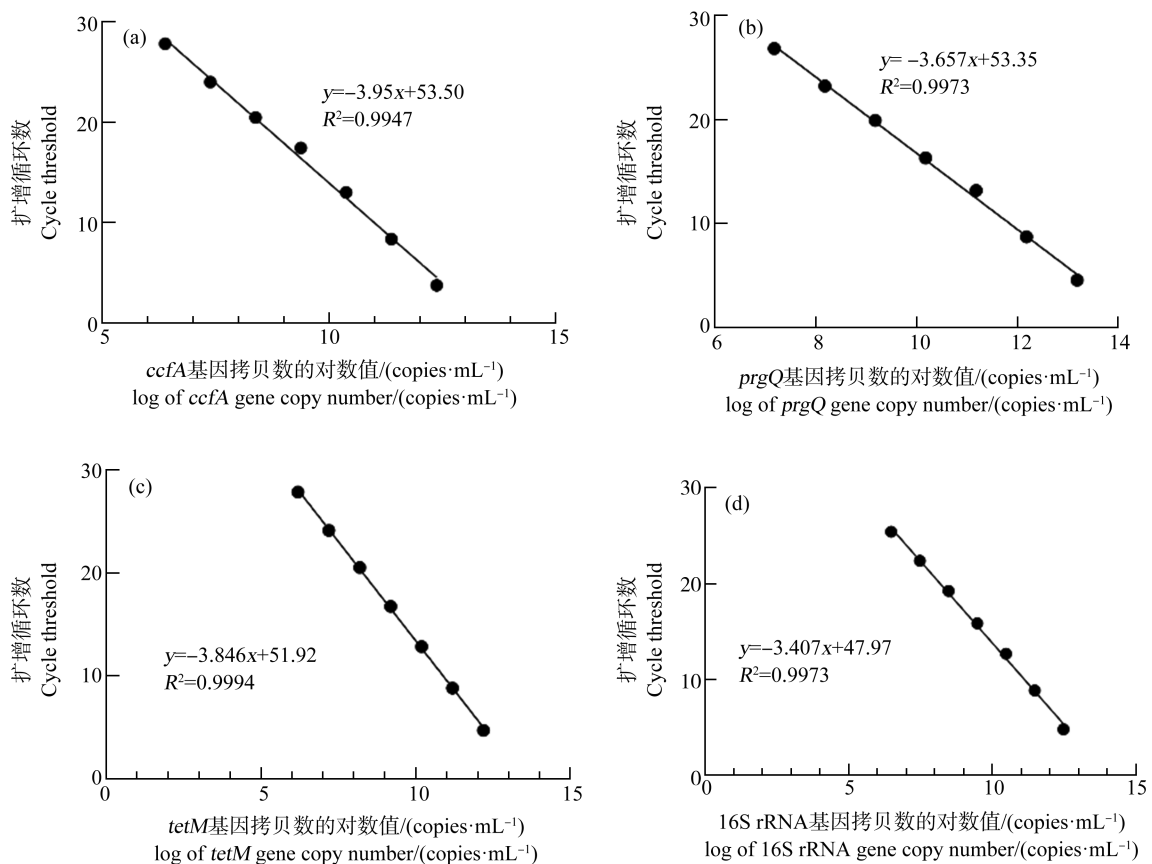 (a)
30
20
10
0
y=−3.95x+53.50
R²=0.9947
扩增循环数
Cycle threshold
5
10
15
ccfA基因拷贝数的对数值/(copies·mL⁻¹)
log of ccfA gene copy number/(copies·mL⁻¹)
(b)
30
20
10
0
y= −3.657x+53.35
R²=0.9973
扩增循环数
Cycle threshold
6
8
10
12
14
prgQ基因拷贝数的对数值/(copies·mL⁻¹)
log of prgQ gene copy number/(copies·mL⁻¹)
(c)
30
20
10
0
y=−3.846x+51.92
R²=0.9994
扩增循环数
Cycle threshold
0
5
10
15
tetM基因拷贝数的对数值/(copies·mL⁻¹)
log of tetM gene copy number/(copies·mL⁻¹)
(d)
30
20
10
0
y=−3.407x+47.97
R²=0.9973
扩增循环数
Cycle threshold
0
5
10
15
16S rRNA基因拷贝数的对数值/(copies·mL⁻¹)
log of 16S rRNA gene copy number/(copies·mL⁻¹)